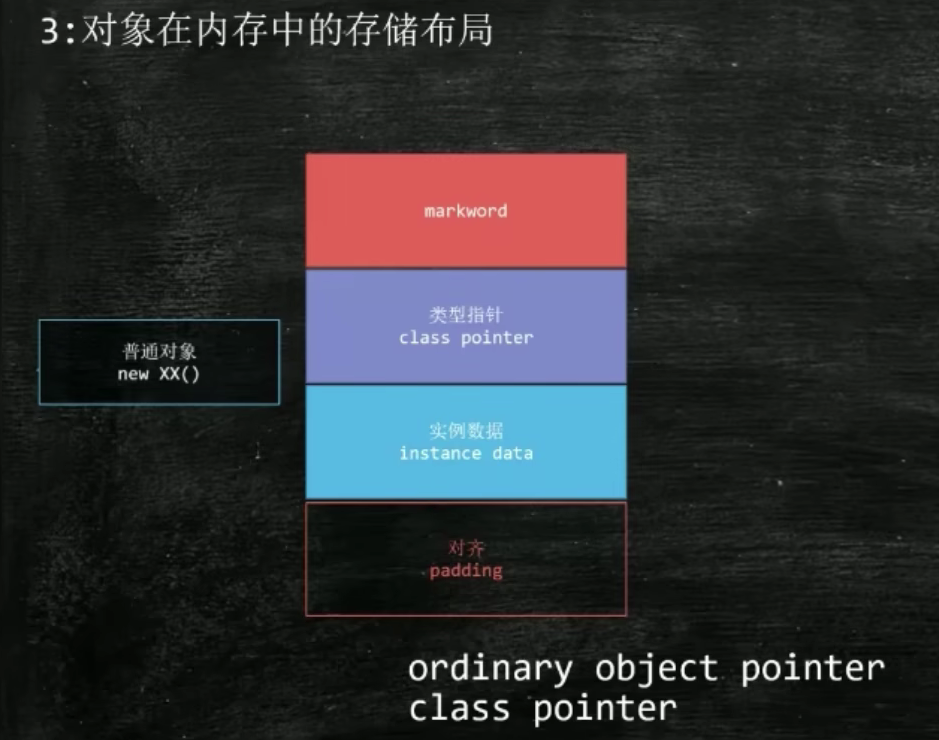 3:对象在内存中的存储布局
markword
类型指针
class pointer
普通对象
new XX()
实例数据
instance data
对齐
padding
ordinary object pointer
class pointer